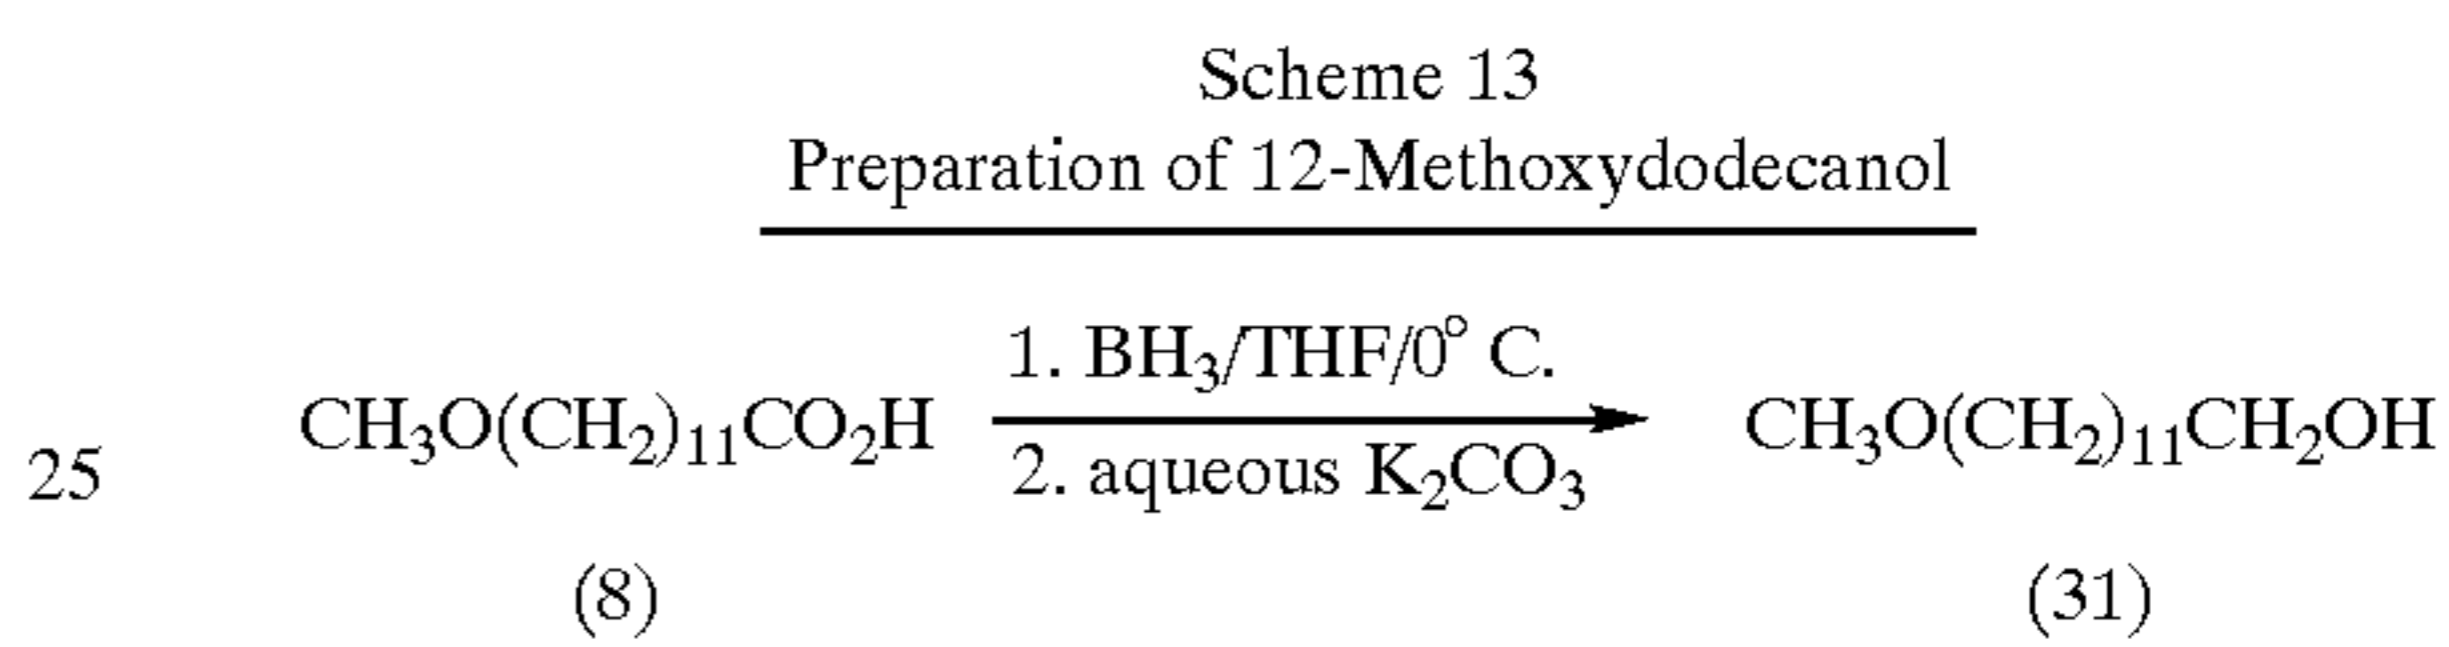 Scheme 13
Preparation of 12-Methoxydodecanol
1. BH₃/THF/0° C.
25 CH₃O(CH₂)₁₁CO₂H CH₃O(CH₂)₁₁CH₂OH
2. aqueous K₂CO₃
(8) (31)